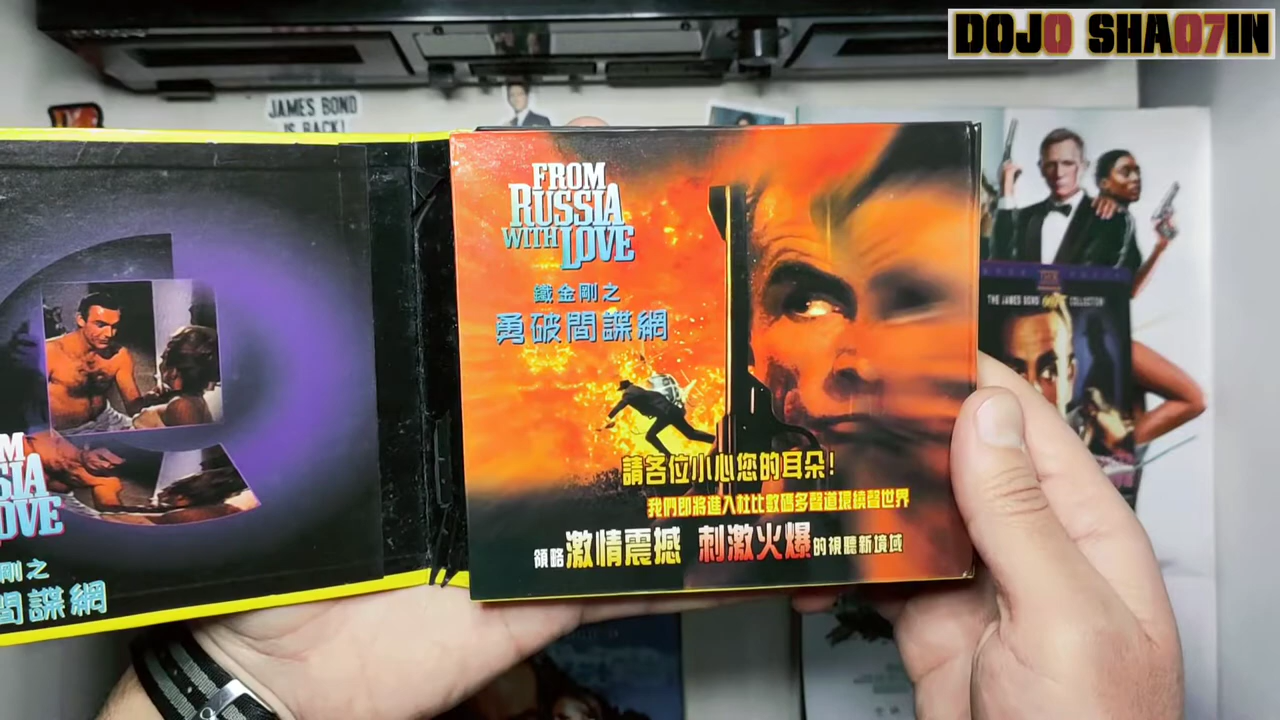 DOJO SHAO7IN
JAMES BOND
IS BACK!
FROM
RUSSIA
WITH LOVE
鐵金剛之
勇破間諜網
請各位小心您的耳朵!
我們即將進入杜比數碼多聲道環繞聲世界
領略激情震撼 刺激火爆的視聽新境域
THE JAMES BOND 007 COLLECTION
剛之
間諜網